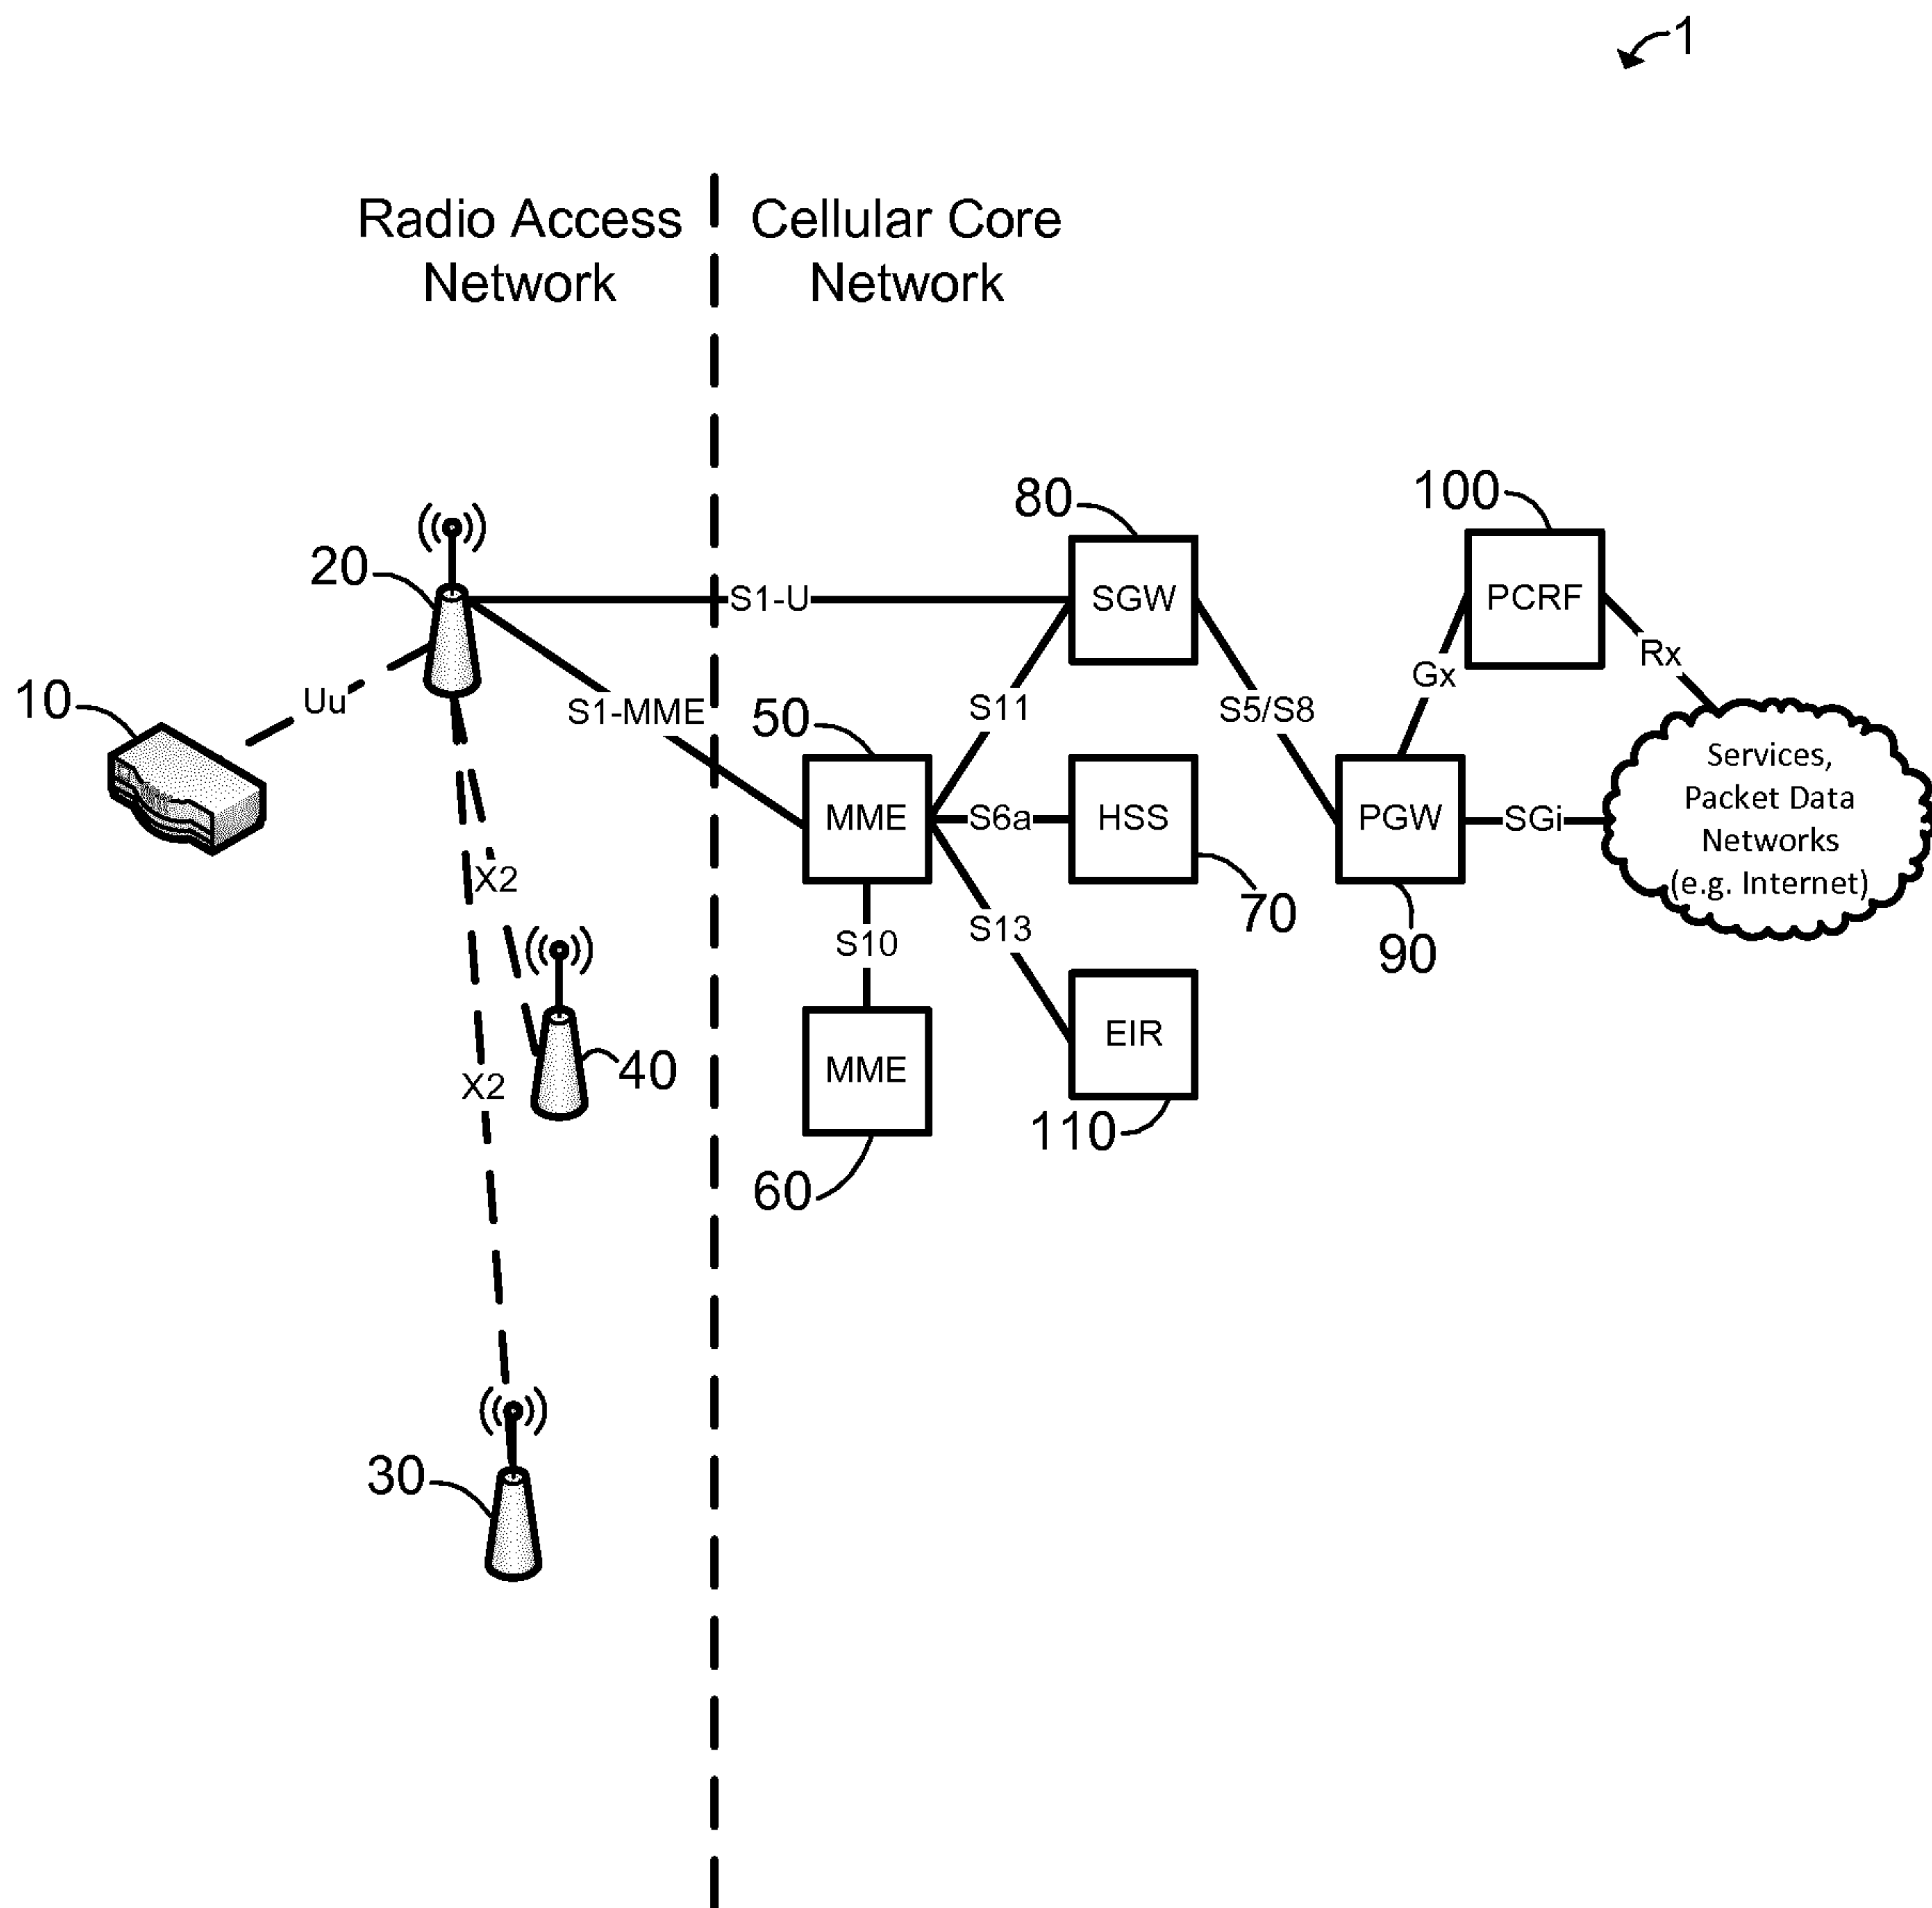 1
Radio Access
Network
Cellular Core
Network
80
100
20
S1-U
SGW
PCRF
Rx
Gx
10
Uu
S1-MME
50
S11
S5/S8
Services,
Packet Data
Networks
(e.g. Internet)
MME
S6a
HSS
PGW
SGi
X2
70
S13
S10
90
EIR
40
MME
X2
110
60
30